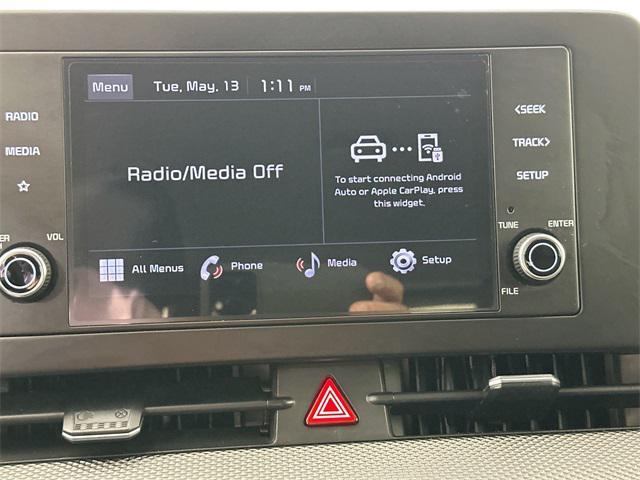 Menu
Tue, May. 13
1:11 PM
RADIO
MEDIA
VOL
Radio/Media Off
To start connecting Android
Auto or Apple CarPlay, press
this widget.
All Menus
Phone
Media
Setup
<SEEK
TRACK>
SETUP
TUNE
ENTER
FILE